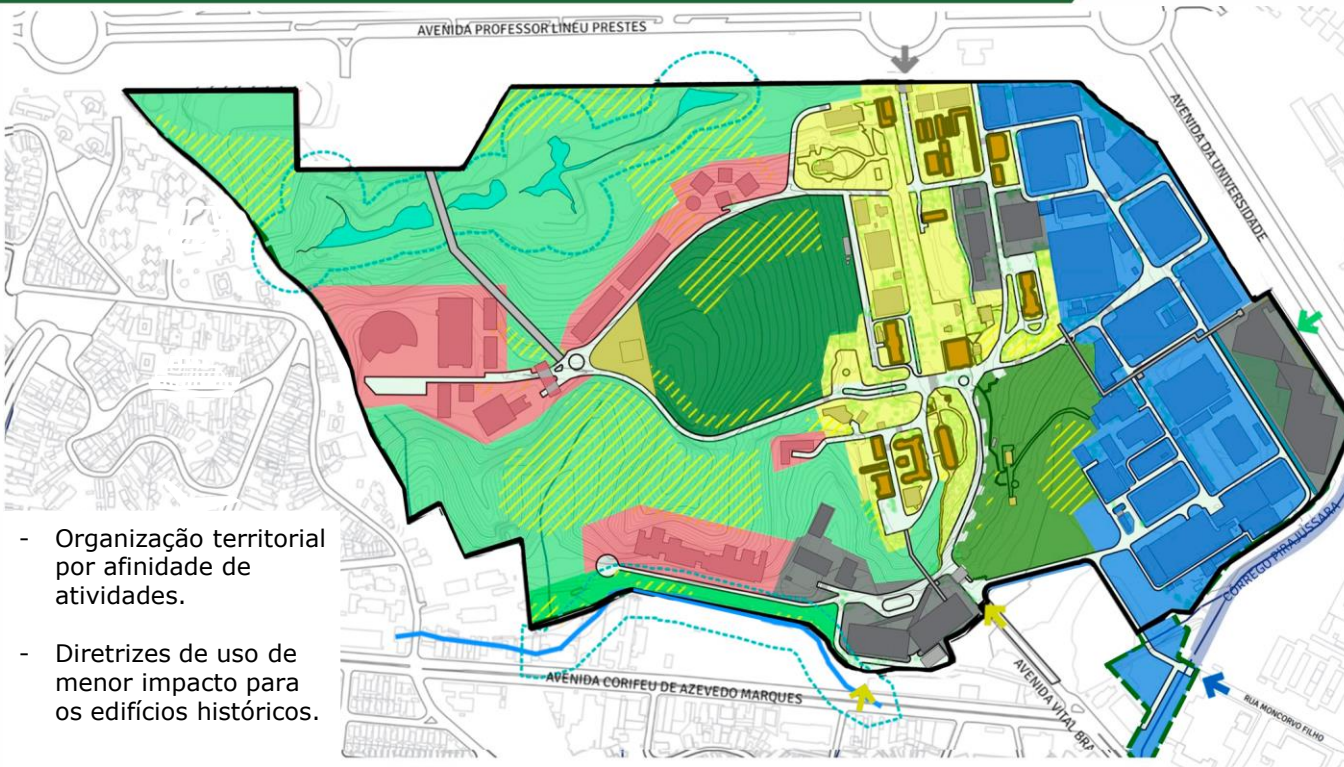 AVENIDA PROFESSOR LINEU PRESTES
AVENIDA DA UNIVERSIDADE
- Organização territorial
por afinidade de
atividades.
- Diretrizes de uso de
menor impacto para
os edifícios históricos.
CÓRREGO PIRAJUSSARA
AVENIDA CORIFEU DE AZEVEDO MARQUES
AVENIDA VITAL BRA
RUA MONCORVO FILHO